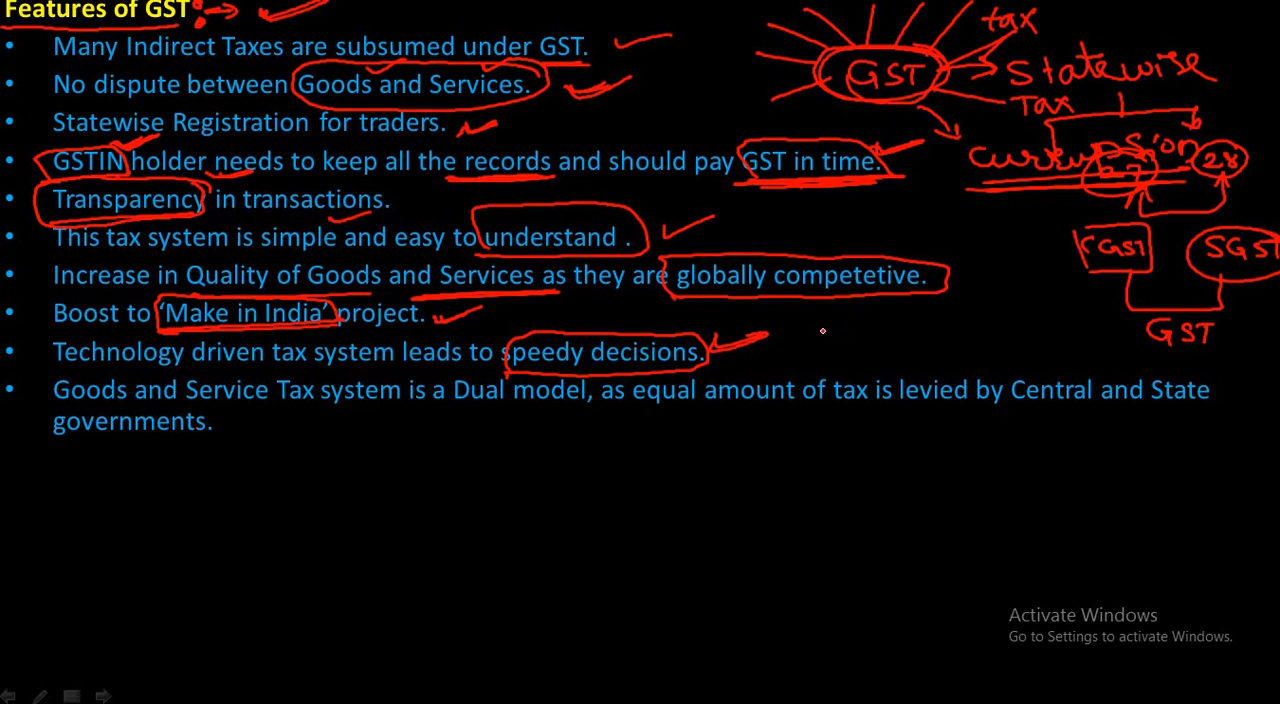 Features of GST
• Many Indirect Taxes are subsumed under GST.
• No dispute between Goods and Services.
• Statewise Registration for traders.
• GSTIN holder needs to keep all the records and should pay GST in time.
• Transparency in transactions.
• This tax system is simple and easy to understand .
• Increase in Quality of Goods and Services as they are globally competetive.
• Boost to ‘Make in India’ project.
• Technology driven tax system leads to speedy decisions.
• Goods and Service Tax system is a Dual model, as equal amount of tax is levied by Central and State
governments.
tax
GST
Statewise
Tax
28
CGST
SGST
GST
Activate Windows
Go to Settings to activate Windows.